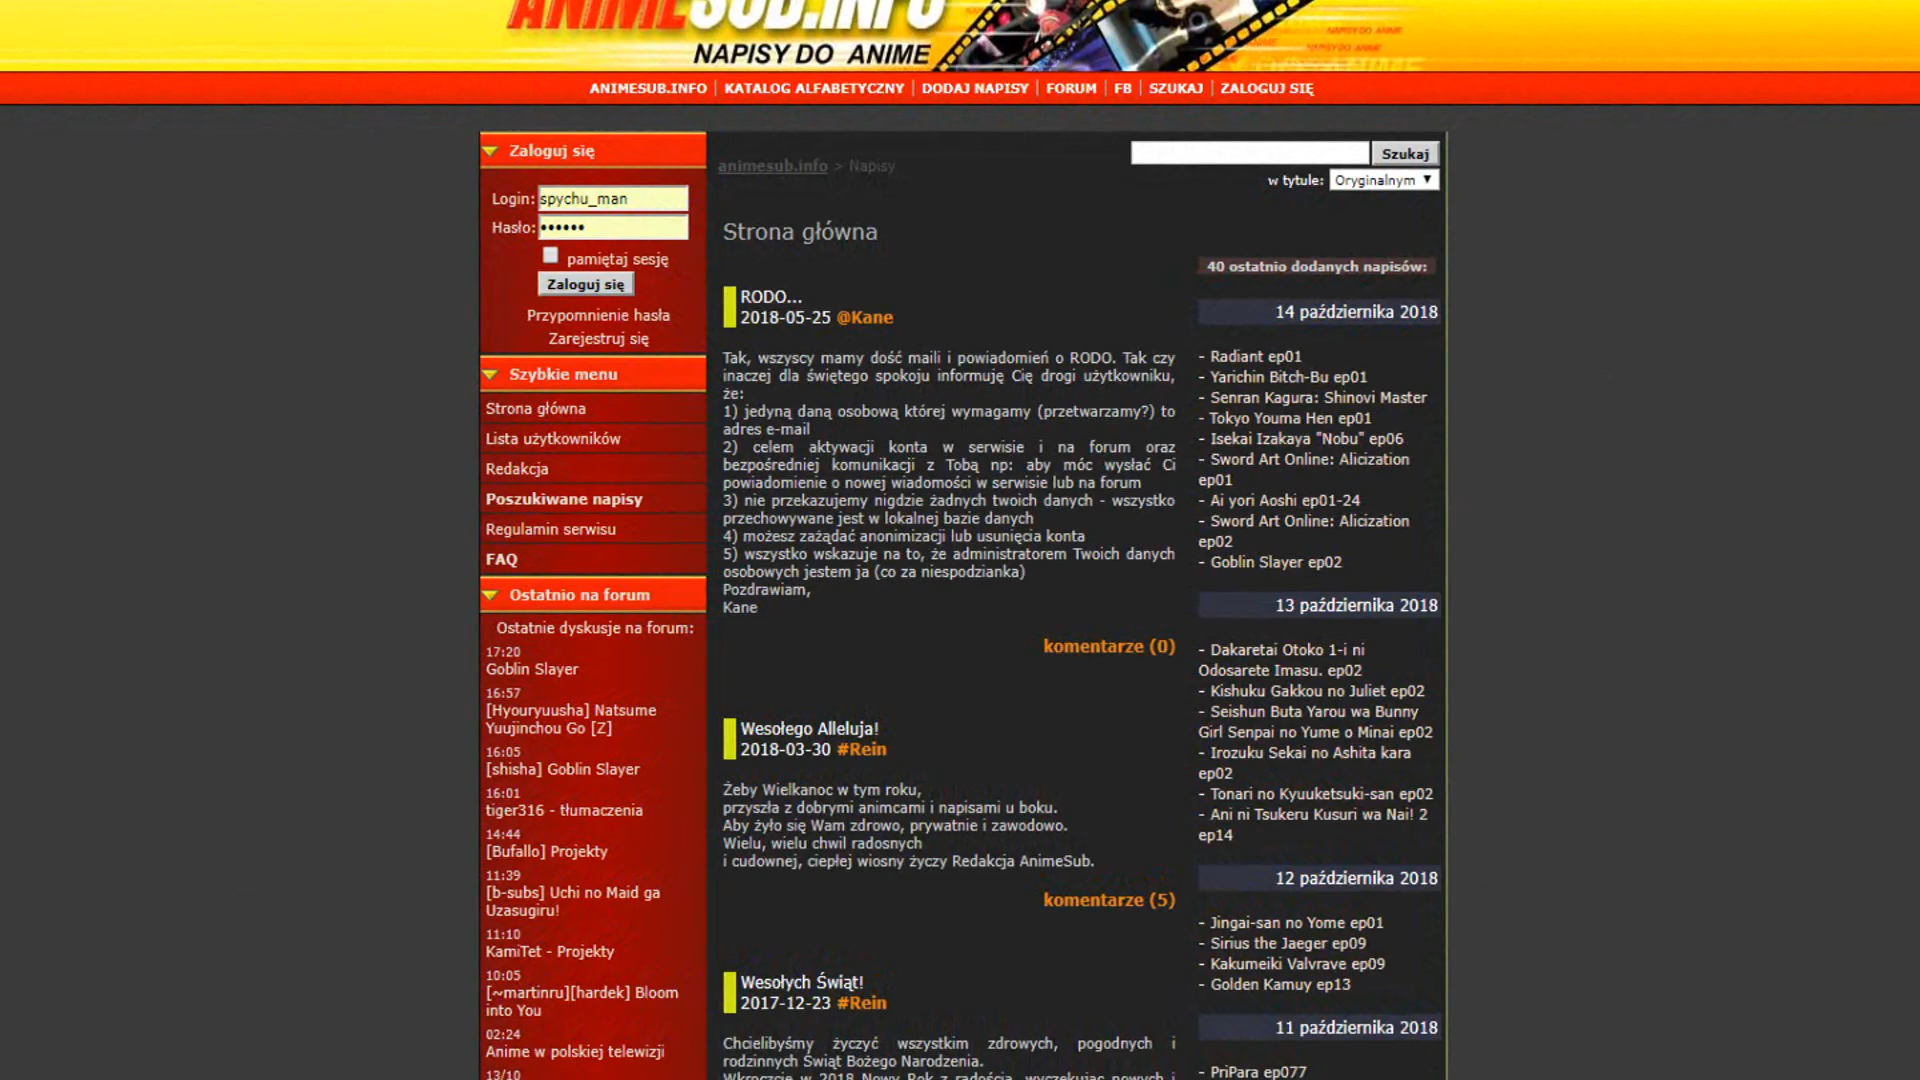 ANIMESUB.INFO
NAPISY DO ANIME
ANIMESUB.INFO | KATALOG ALFABETYCZNY | DODAJ NAPISY | FORUM | FB | SZUKAJ | ZALOGUJ SIĘ
Zaloguj się
Login: spychu_man
Hasło: ••••••
pamiętaj sesję
Zaloguj się
Przypomnienie hasła
Zarejestruj się
Szybkie menu
Strona główna
Lista użytkowników
Redakcja
Poszukiwane napisy
Regulamin serwisu
FAQ
Ostatnio na forum
Ostatnie dyskusje na forum:
17:20
Goblin Slayer
16:57
[Hyouryuusha] Natsume
Yuujinchou Go [Z]
16:05
[shisha] Goblin Slayer
16:01
tiger316 - tłumaczenia
14:44
[Bufallo] Projekty
11:39
[b-subs] Uchi no Maid ga
Uzasugiru!
11:10
KamiTet - Projekty
10:05
[~martinru][hardek] Bloom
into You
02:24
Anime w polskiej telewizji
13/10
animesub.info > Napisy
Szukaj
w tytule: Oryginalnym
Strona główna
RODO...
2018-05-25 @Kane
Tak, wszyscy mamy dość maili i powiadomień o RODO. Tak czy
inaczej dla świętego spokoju informuję Cię drogi użytkowniku,
że:
1) jedyną daną osobową której wymagamy (przetwarzamy?) to
adres e-mail
2) celem aktywacji konta w serwisie i na forum oraz
bezpośredniej komunikacji z Tobą np: aby móc wysłać Ci
powiadomienie o nowej wiadomości w serwisie lub na forum
3) nie przekazujemy nigdzie żadnych twoich danych - wszystko
przechowywane jest w lokalnej bazie danych
4) możesz zażądać anonimizacji lub usunięcia konta
5) wszystko wskazuje na to, że administratorem Twoich danych
osobowych jestem ja (co za niespodzianka)
Pozdrawiam,
Kane
komentarze (0)
Wesołego Alleluja!
2018-03-30 #Rein
Żeby Wielkanoc w tym roku,
przyszła z dobrymi animcami i napisami u boku.
Aby żyło się Wam zdrowo, prywatnie i zawodowo.
Wielu, wielu chwil radosnych
i cudownej, ciepłej wiosny życzy Redakcja AnimeSub.
komentarze (5)
Wesołych Świąt!
2017-12-23 #Rein
Chcielibyśmy życzyć wszystkim zdrowych, pogodnych i
rodzinnych Świąt Bożego Narodzenia.
Wkroczcie w 2018 Nowy Rok z radością, wyczekując nowych i
40 ostatnio dodanych napisów:
14 października 2018
- Radiant ep01
- Yarichin Bitch-Bu ep01
- Senran Kagura: Shinovi Master
- Tokyo Youma Hen ep01
- Isekai Izakaya "Nobu" ep06
- Sword Art Online: Alicization
ep01
- Ai yori Aoshi ep01-24
- Sword Art Online: Alicization
ep02
- Goblin Slayer ep02
13 października 2018
- Dakaretai Otoko 1-i ni
Odosarete Imasu. ep02
- Kishuku Gakkou no Juliet ep02
- Seishun Buta Yarou wa Bunny
Girl Senpai no Yume o Minai ep02
- Irozuku Sekai no Ashita kara
ep02
- Tonari no Kyuuketsuki-san ep02
- Ani ni Tsukeru Kusuri wa Nai! 2
ep14
12 października 2018
- Jingai-san no Yome ep01
- Sirius the Jaeger ep09
- Kakumeiki Valvrave ep09
- Golden Kamuy ep13
11 października 2018
- PriPara ep077